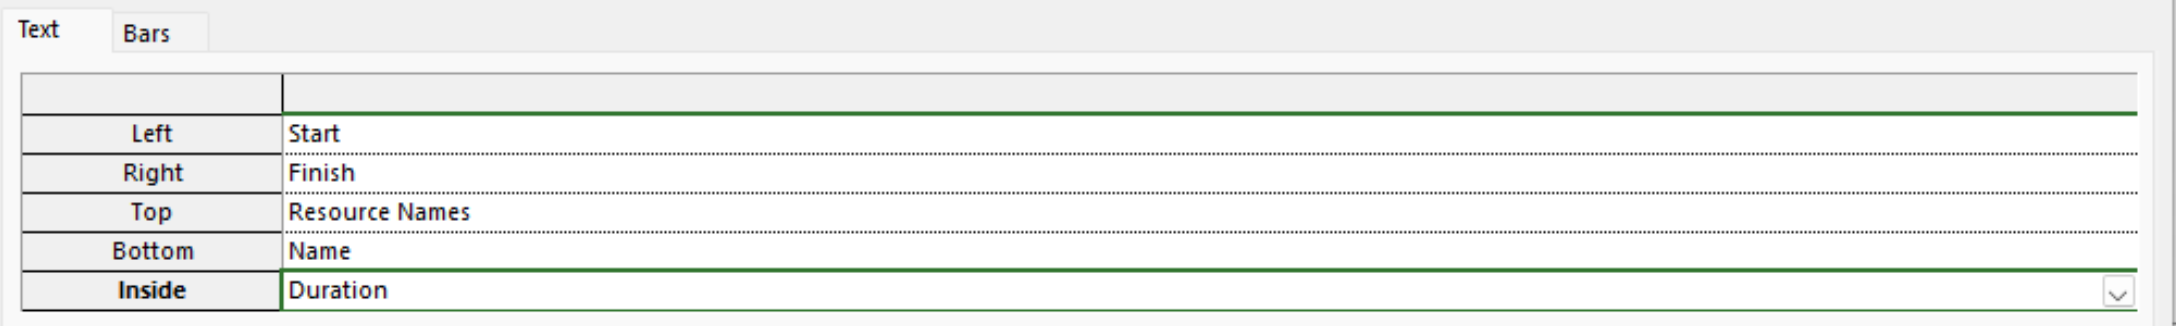 Text Bars
Left Start
Right Finish
Top Resource Names
Bottom Name
Inside Duration